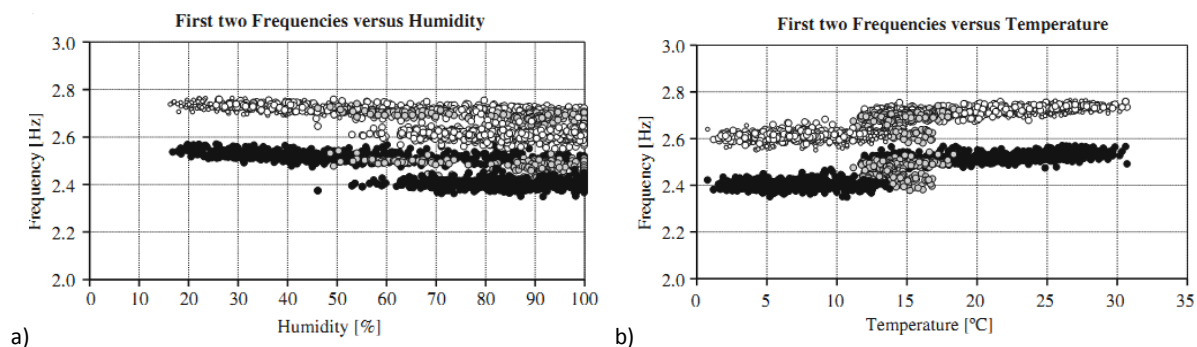 First two Frequencies versus Humidity
3.0
2.8
2.6
2.4
2.2
2.0
Frequency [Hz]
0 10 20 30 40 50 60 70 80 90 100
Humidity [%]
a)
First two Frequencies versus Temperature
3.0
2.8
2.6
2.4
2.2
2.0
Frequency [Hz]
0 5 10 15 20 25 30 35
Temperature [ºC]
b)